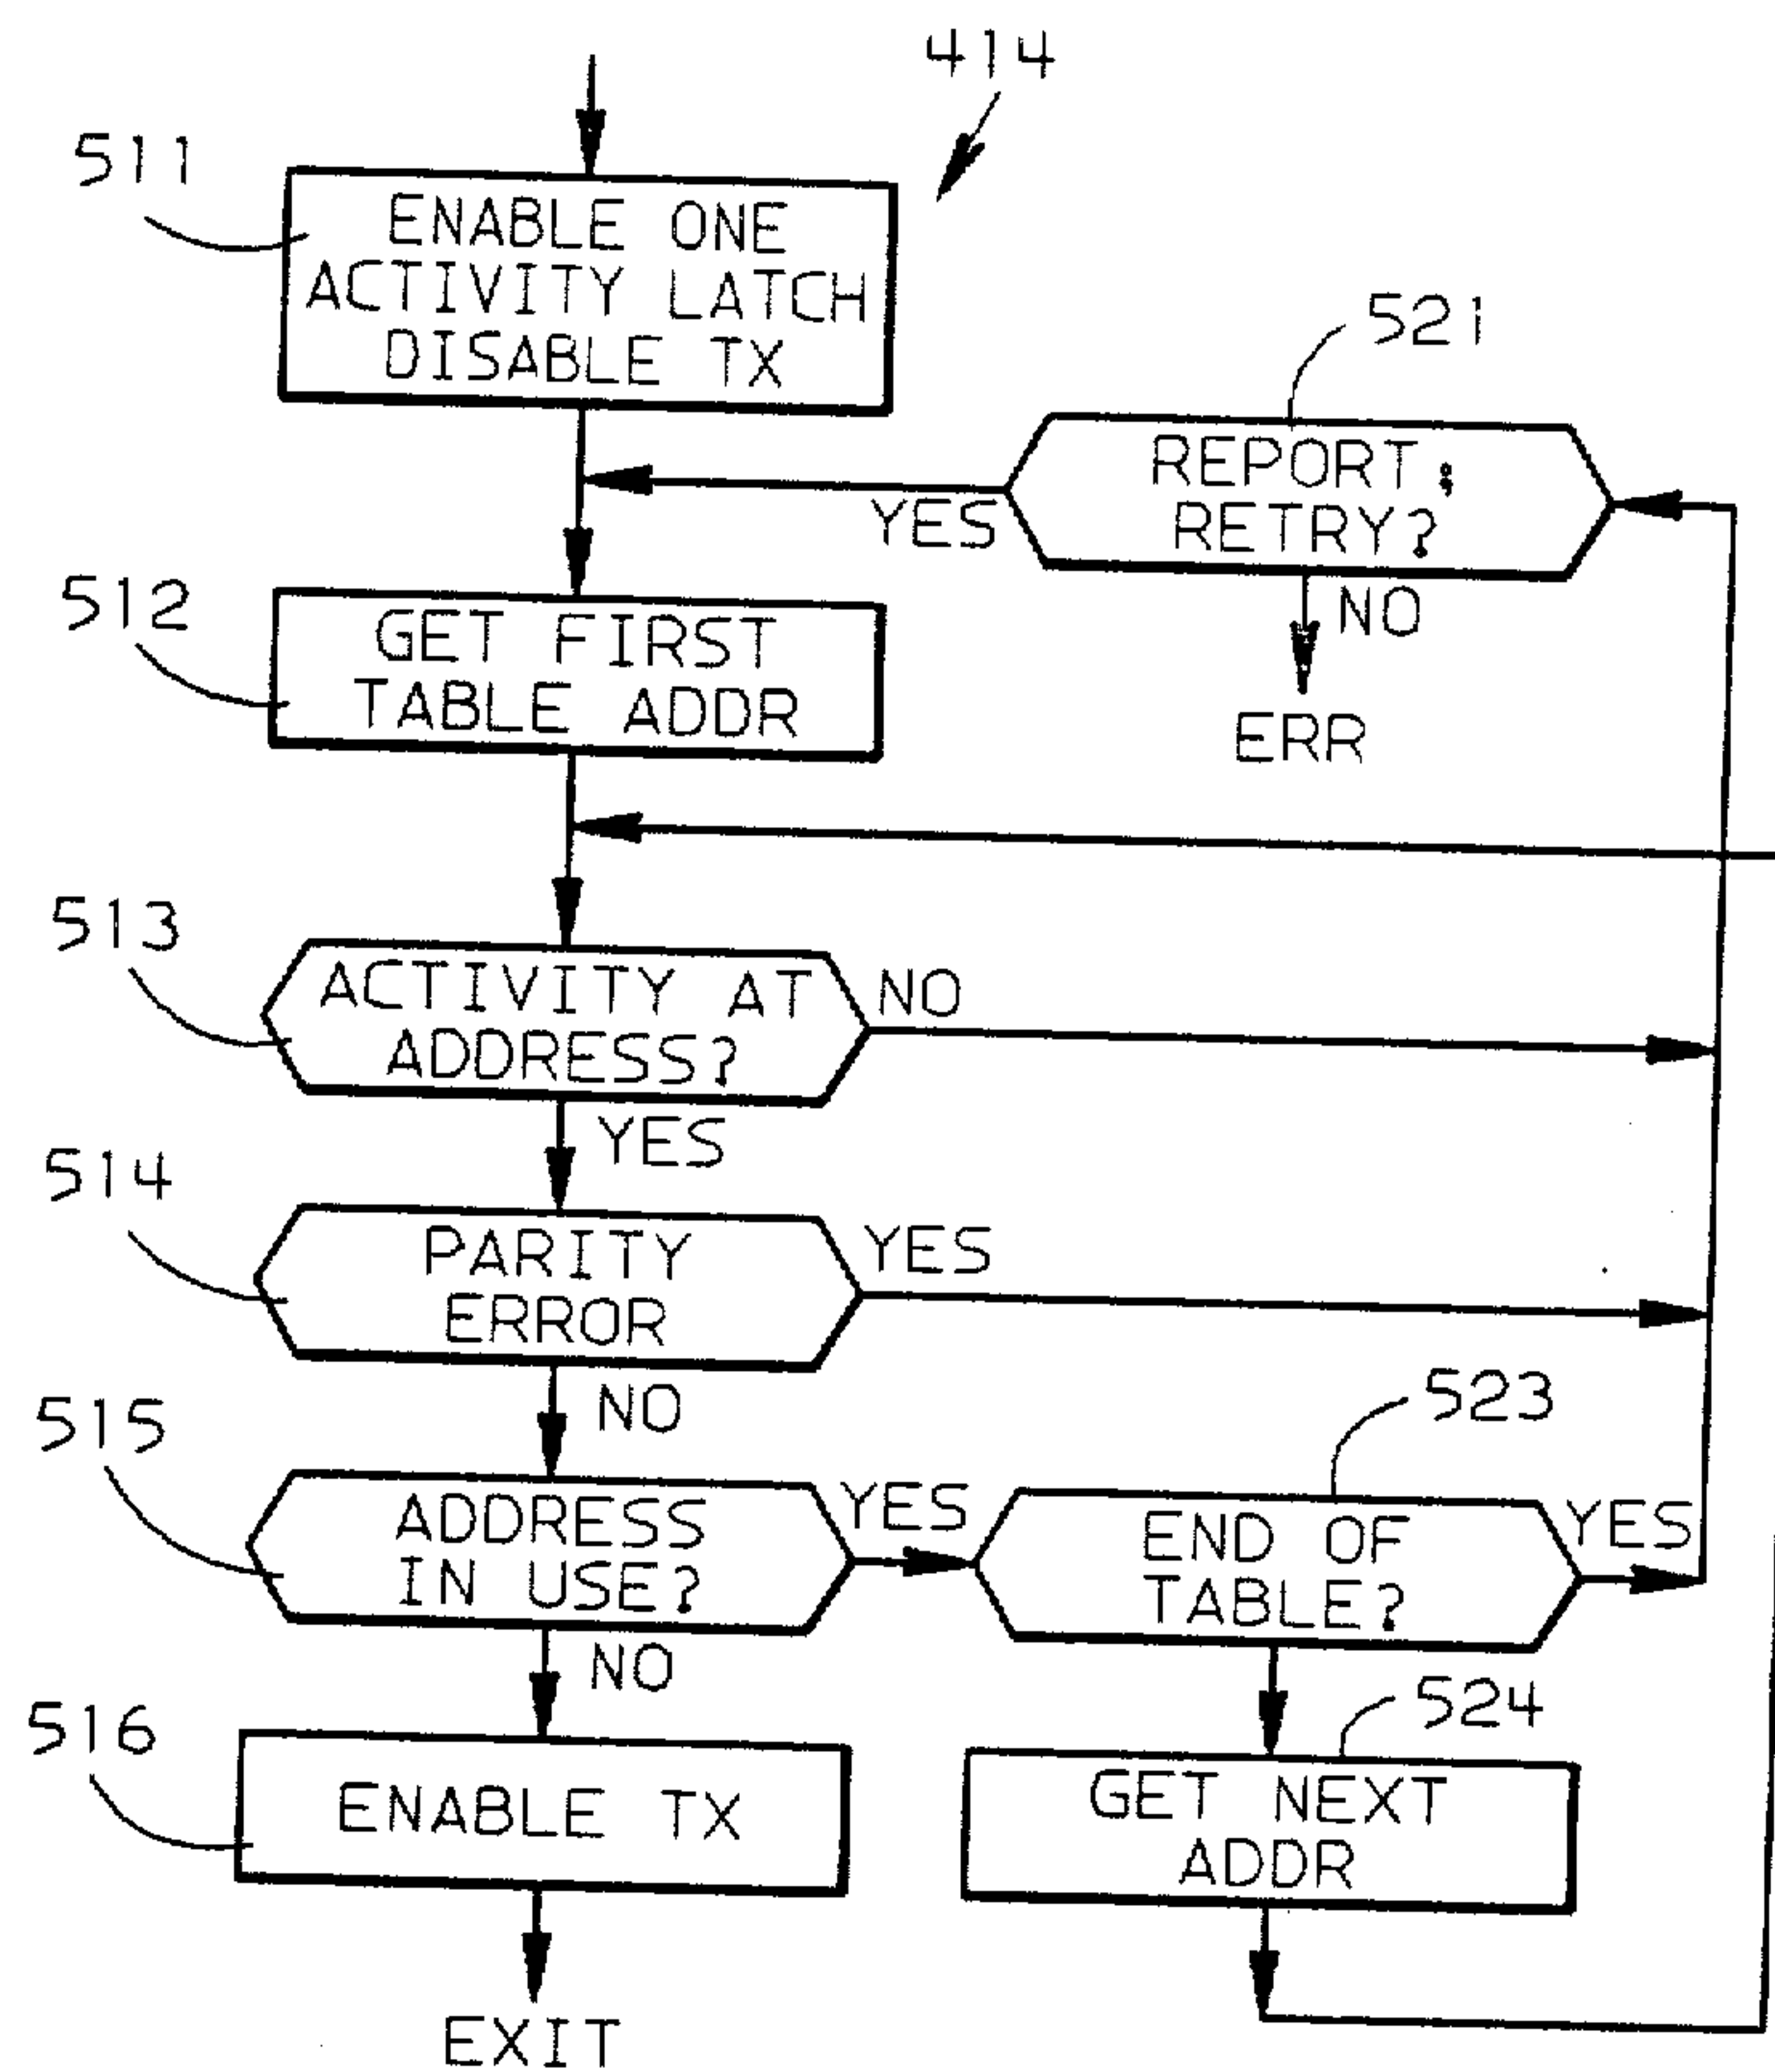 414
511
ENABLE ONE
ACTIVITY LATCH
DISABLE TX
521
REPORT;
RETRY?
YES
NO
ERR
512
GET FIRST
TABLE ADDR
513
ACTIVITY AT
ADDRESS?
NO
YES
514
PARITY
ERROR
YES
NO
515
ADDRESS
IN USE?
YES
NO
523
END OF
TABLE?
YES
516
ENABLE TX
524
GET NEXT
ADDR
EXIT